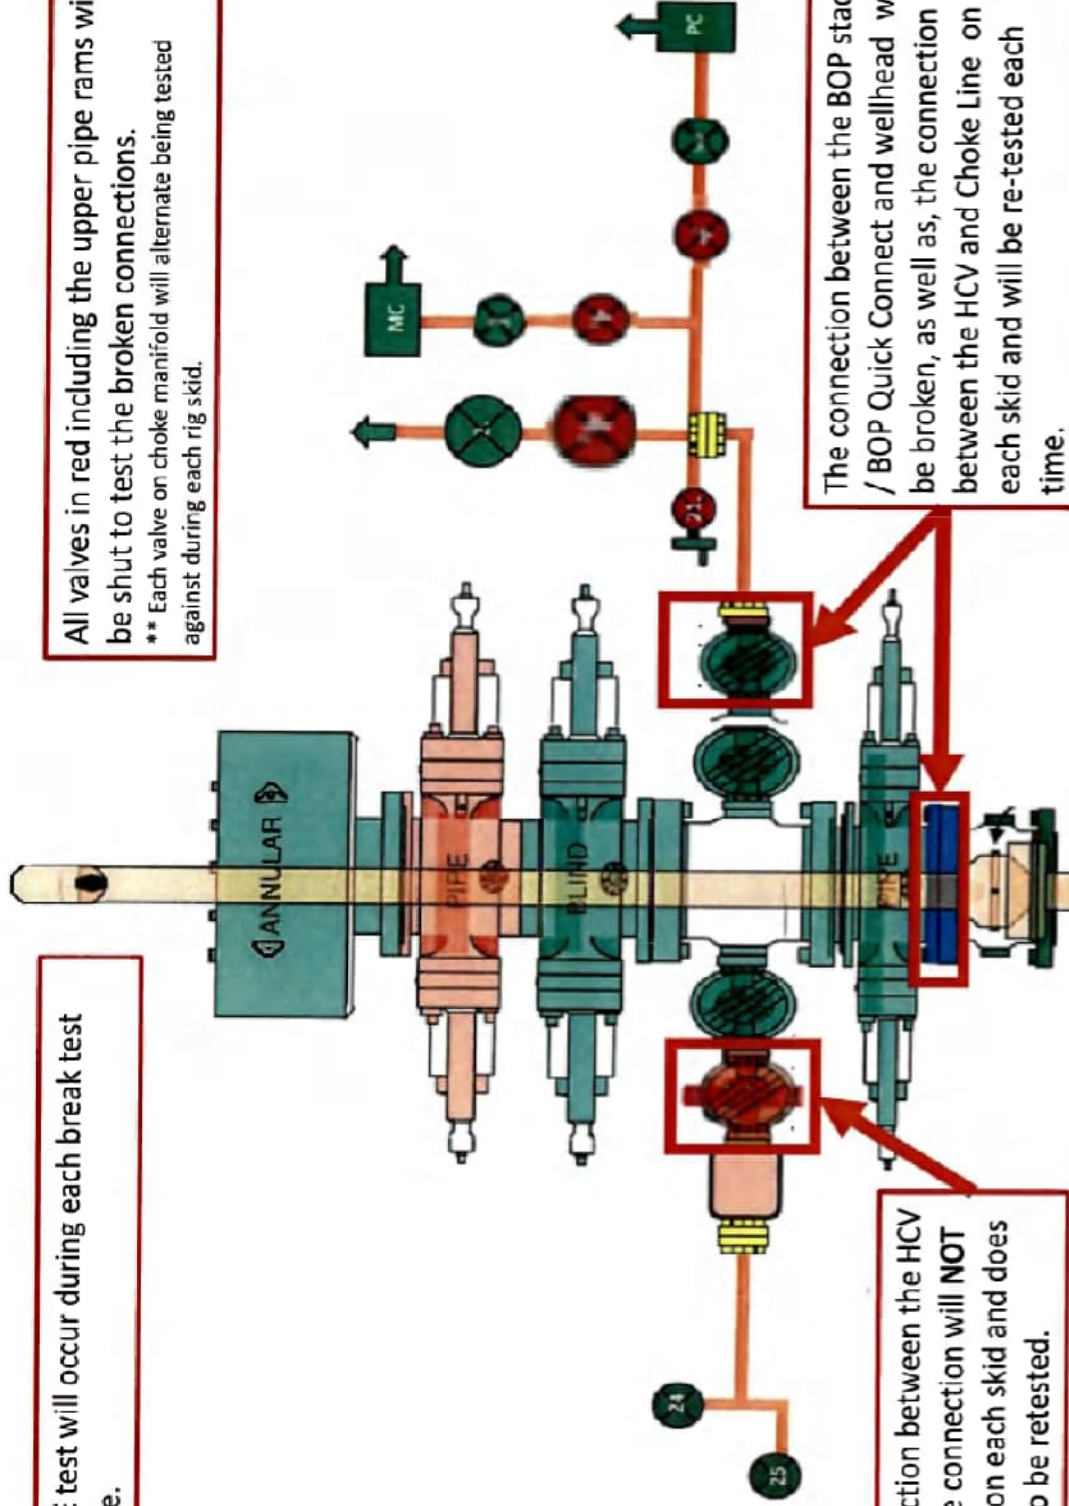 test will occur during each break test
e.
All valves in red including the upper pipe rams wi
be shut to test the broken connections.
** Each valve on choke manifold will alternate being tested
against during each rig skid.
ANNULAR
PIPE
BLIND
PIPE
MC
PC
24
25
ction between the HCV
e connection will NOT
on each skid and does
o be retested.
The connection between the BOP stac
/ BOP Quick Connect and wellhead w
be broken, as well as, the connection
between the HCV and Choke Line on
each skid and will be re-tested each
time.